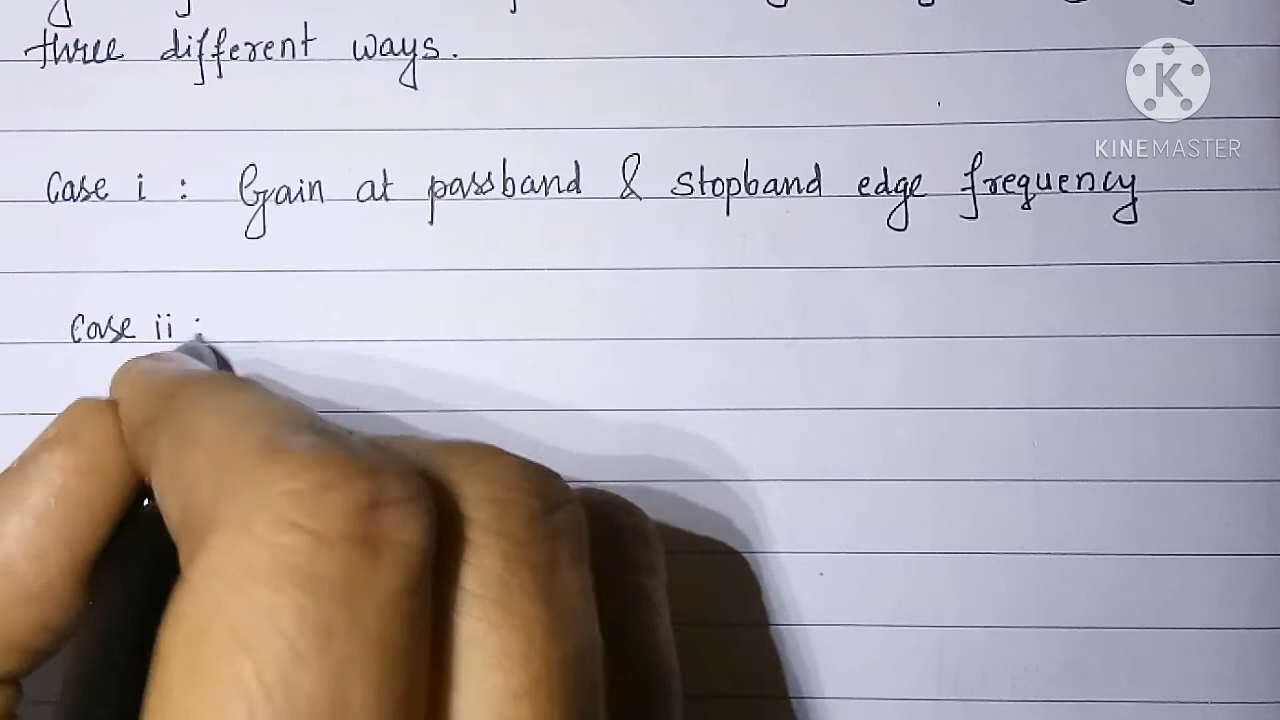 three different ways.
K
KINEMASTER
Case i : Gain at passband & stopband edge frequency
Case ii :